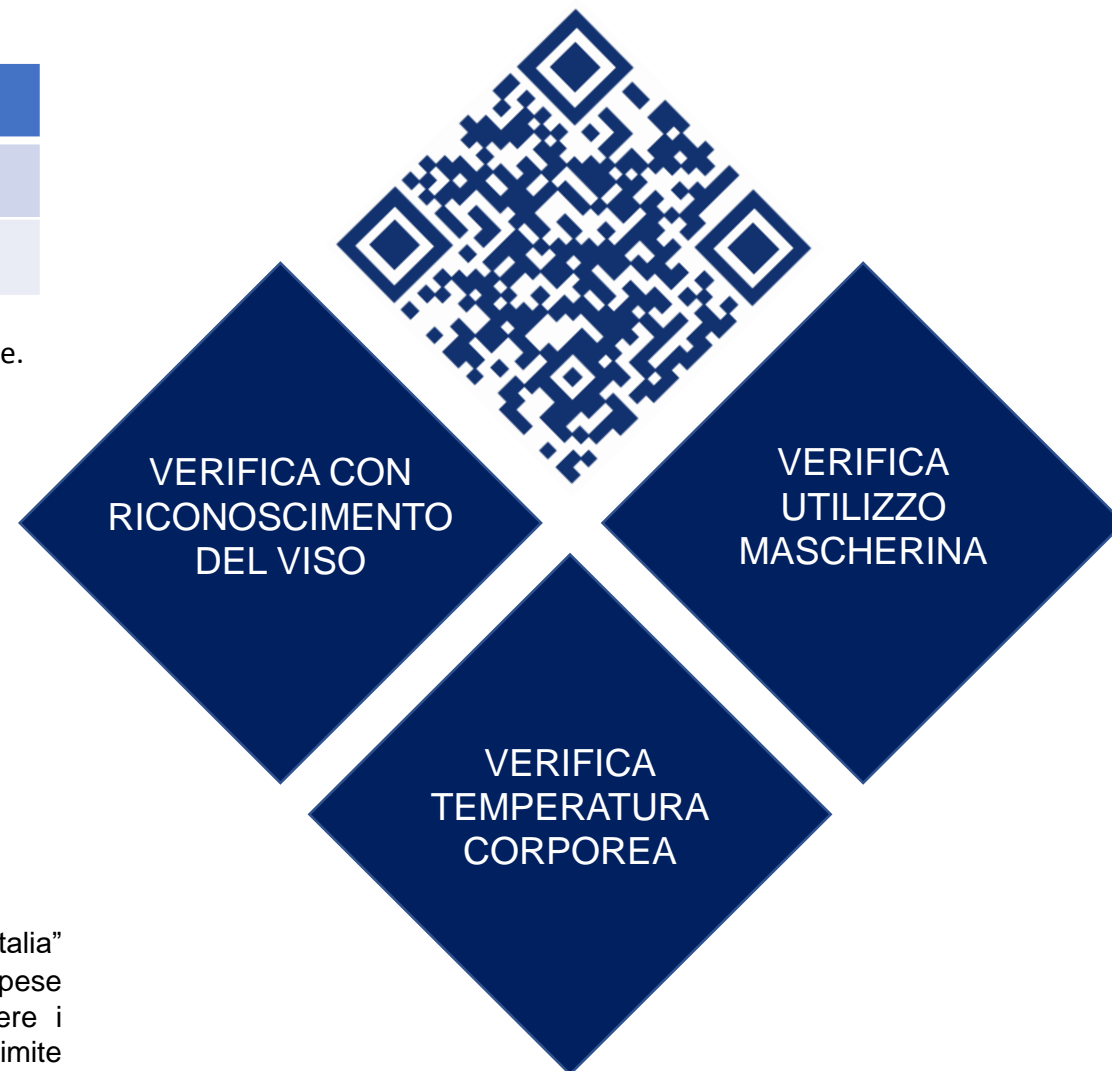 e.
VERIFICA CON
RICONOSCIMENTO
DEL VISO
VERIFICA
UTILIZZO
MASCHERINA
VERIFICA
TEMPERATURA
CORPOREA
talia”
pese
ere i
imite